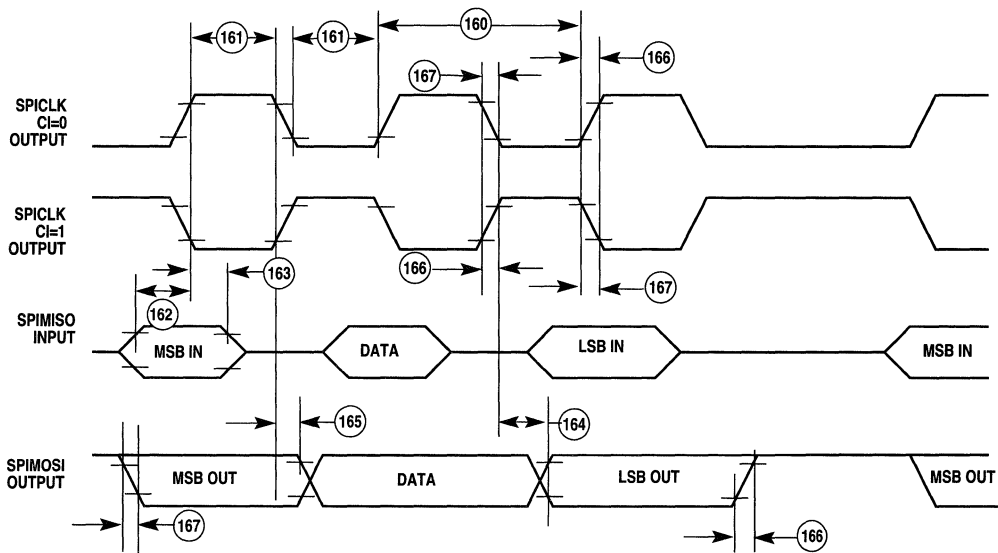 161
161
160
166
167
SPICLK
CI=0
OUTPUT
SPICLK
CI=1
OUTPUT
166
167
163
162
SPIMISO
INPUT
MSB IN
DATA
LSB IN
MSB IN
165
164
SPIMOSI
OUTPUT
MSB OUT
DATA
LSB OUT
MSB OUT
167
166